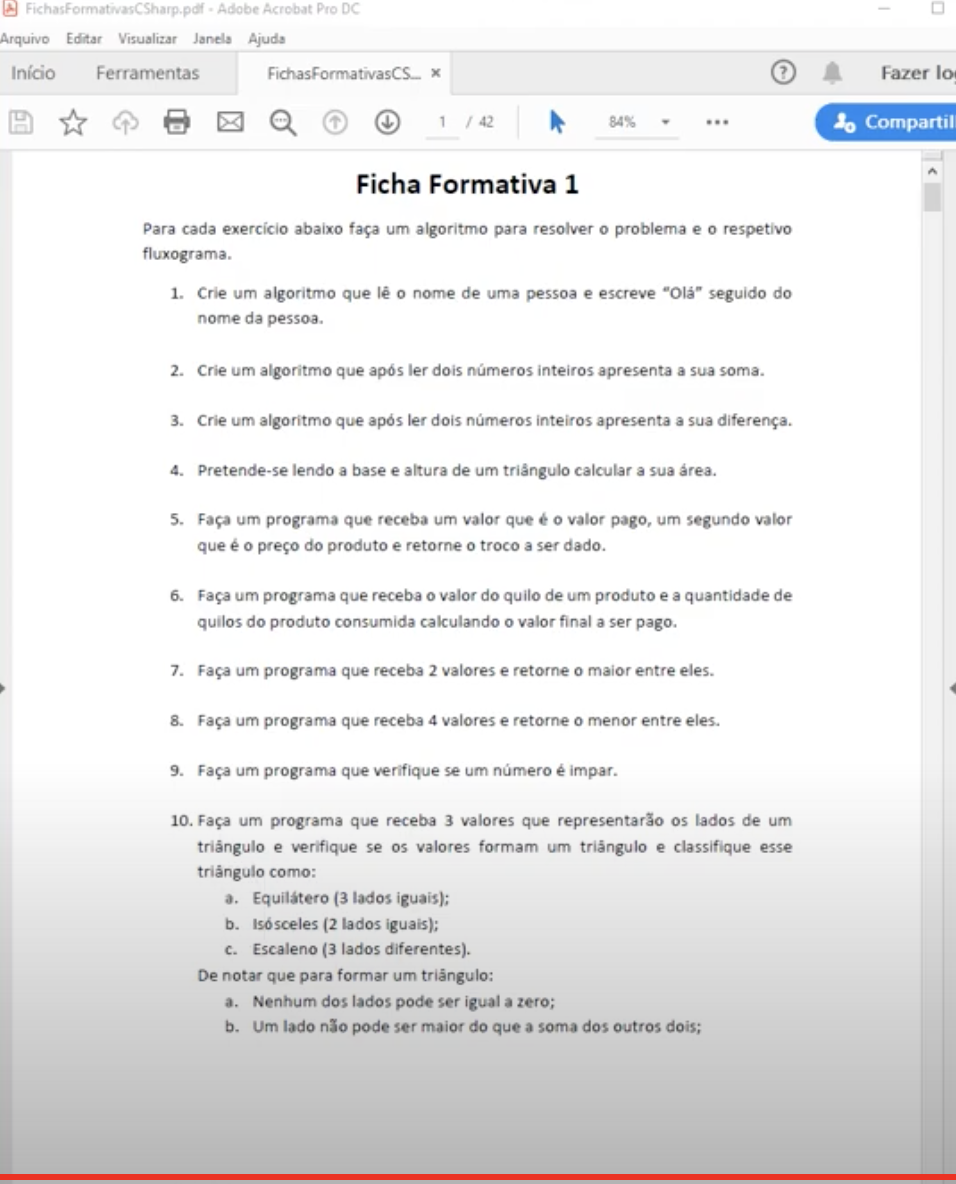 FichasFormativasCSharp.pdf - Adobe Acrobat Pro DC
Arquivo Editar Visualizar Janela Ajuda
Início Ferramentas FichasFormativasCS... × ? Fazer log
1 / 42 84% Compartil
Ficha Formativa 1
Para cada exercício abaixo faça um algoritmo para resolver o problema e o respetivo
fluxograma.
1. Crie um algoritmo que lê o nome de uma pessoa e escreve “Olá” seguido do
nome da pessoa.
2. Crie um algoritmo que após ler dois números inteiros apresenta a sua soma.
3. Crie um algoritmo que após ler dois números inteiros apresenta a sua diferença.
4. Pretende-se lendo a base e altura de um triângulo calcular a sua área.
5. Faça um programa que receba um valor que é o valor pago, um segundo valor
que é o preço do produto e retorne o troco a ser dado.
6. Faça um programa que receba o valor do quilo de um produto e a quantidade de
quilos do produto consumida calculando o valor final a ser pago.
7. Faça um programa que receba 2 valores e retorne o maior entre eles.
8. Faça um programa que receba 4 valores e retorne o menor entre eles.
9. Faça um programa que verifique se um número é impar.
10. Faça um programa que receba 3 valores que representarão os lados de um
triângulo e verifique se os valores formam um triângulo e classifique esse
triângulo como:
a. Equilátero (3 lados iguais);
b. Isósceles (2 lados iguais);
c. Escaleno (3 lados diferentes).
De notar que para formar um triângulo:
a. Nenhum dos lados pode ser igual a zero;
b. Um lado não pode ser maior do que a soma dos outros dois;